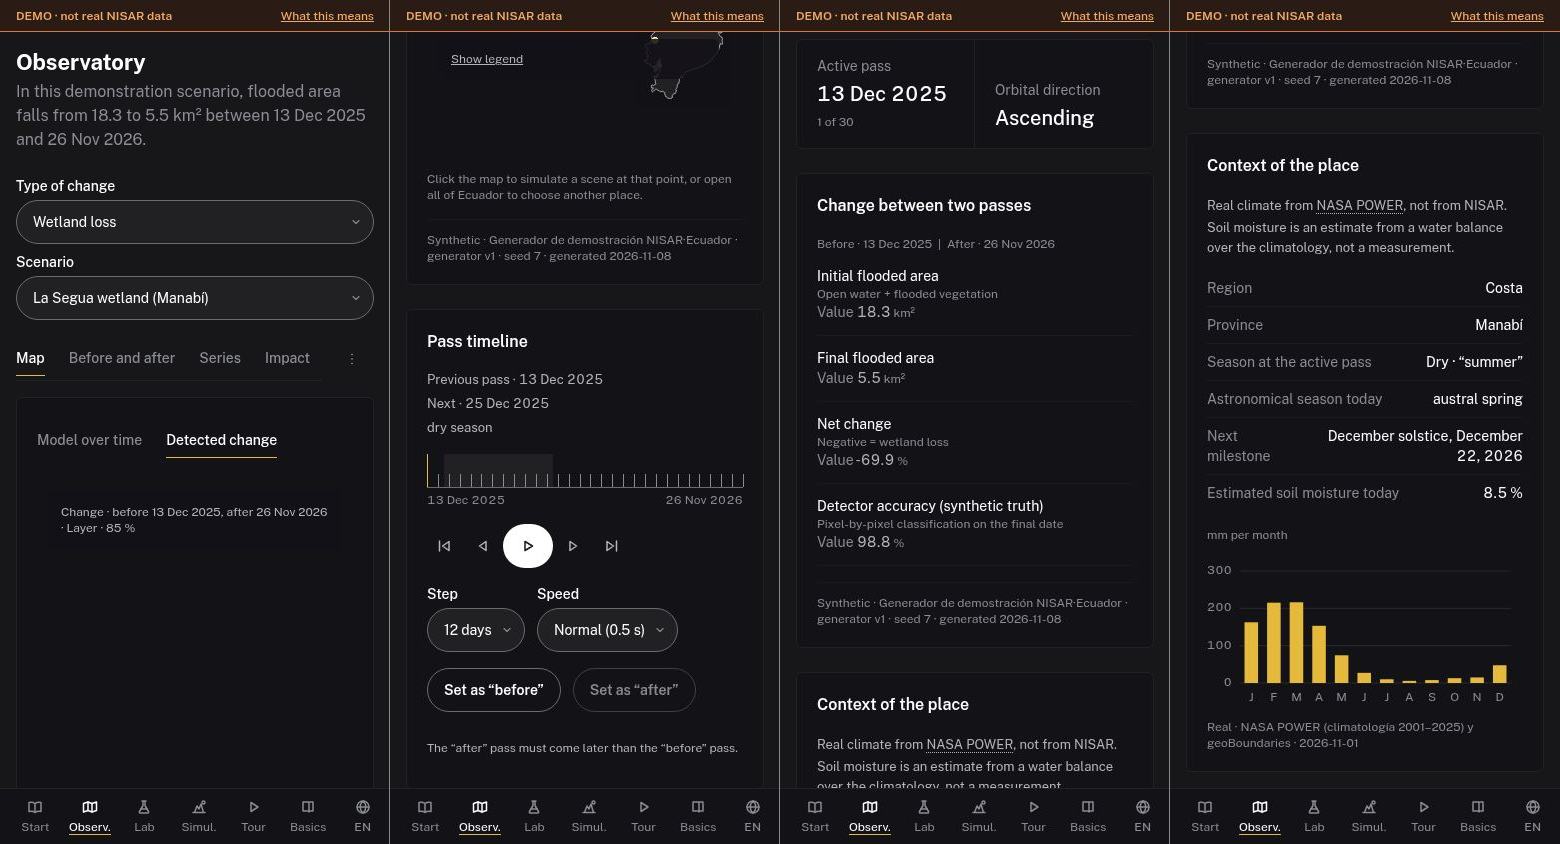 DEMO · not real NISAR data
What this means
Observatory
In this demonstration scenario, flooded area
falls from 18.3 to 5.5 km² between 13 Dec 2025
and 26 Nov 2026.
Type of change
Wetland loss
Scenario
La Segua wetland (Manabí)
Map
Before and after
Series
Impact
Model over time
Detected change
Change · before 13 Dec 2025, after 26 Nov 2026
· Layer · 85 %
Start
Observ.
Lab
Simul.
Tour
Basics
EN
DEMO · not real NISAR data
What this means
Show legend
Click the map to simulate a scene at that point, or open
all of Ecuador to choose another place.
Synthetic · Generador de demostración NISAR·Ecuador ·
generator v1 · seed 7 · generated 2026-11-08
Pass timeline
Previous pass · 13 Dec 2025
Next · 25 Dec 2025
dry season
13 Dec 2025
26 Nov 2026
Step
Speed
12 days
Normal (0.5 s)
Set as “before”
Set as “after”
The “after” pass must come later than the “before” pass.
Start
Observ.
Lab
Simul.
Tour
Basics
EN
DEMO · not real NISAR data
What this means
Active pass
13 Dec 2025
1 of 30
Orbital direction
Ascending
Change between two passes
Before · 13 Dec 2025 | After · 26 Nov 2026
Initial flooded area
Open water + flooded vegetation
Value 18.3 km²
Final flooded area
Value 5.5 km²
Net change
Negative = wetland loss
Value -69.9 %
Detector accuracy (synthetic truth)
Pixel-by-pixel classification on the final date
Value 98.8 %
Synthetic · Generador de demostración NISAR·Ecuador ·
generator v1 · seed 7 · generated 2026-11-08
Context of the place
Real climate from NASA POWER, not from NISAR.
Soil moisture is an estimate from a water balance
over the climatology, not a measurement.
Start
Observ.
Lab
Simul.
Tour
Basics
EN
DEMO · not real NISAR data
What this means
Synthetic · Generador de demostración NISAR·Ecuador ·
generator v1 · seed 7 · generated 2026-11-08
Context of the place
Real climate from NASA POWER, not from NISAR.
Soil moisture is an estimate from a water balance
over the climatology, not a measurement.
Region
Costa
Province
Manabí
Season at the active pass
Dry · “summer”
Astronomical season today
austral spring
Next
milestone
December solstice, December
22, 2026
Estimated soil moisture today
8.5 %
mm per month
300
200
100
0
J F M A M J J A S O N D
Real · NASA POWER (climatología 2001–2025) y
geoBoundaries · 2026-11-01
Start
Observ.
Lab
Simul.
Tour
Basics
EN